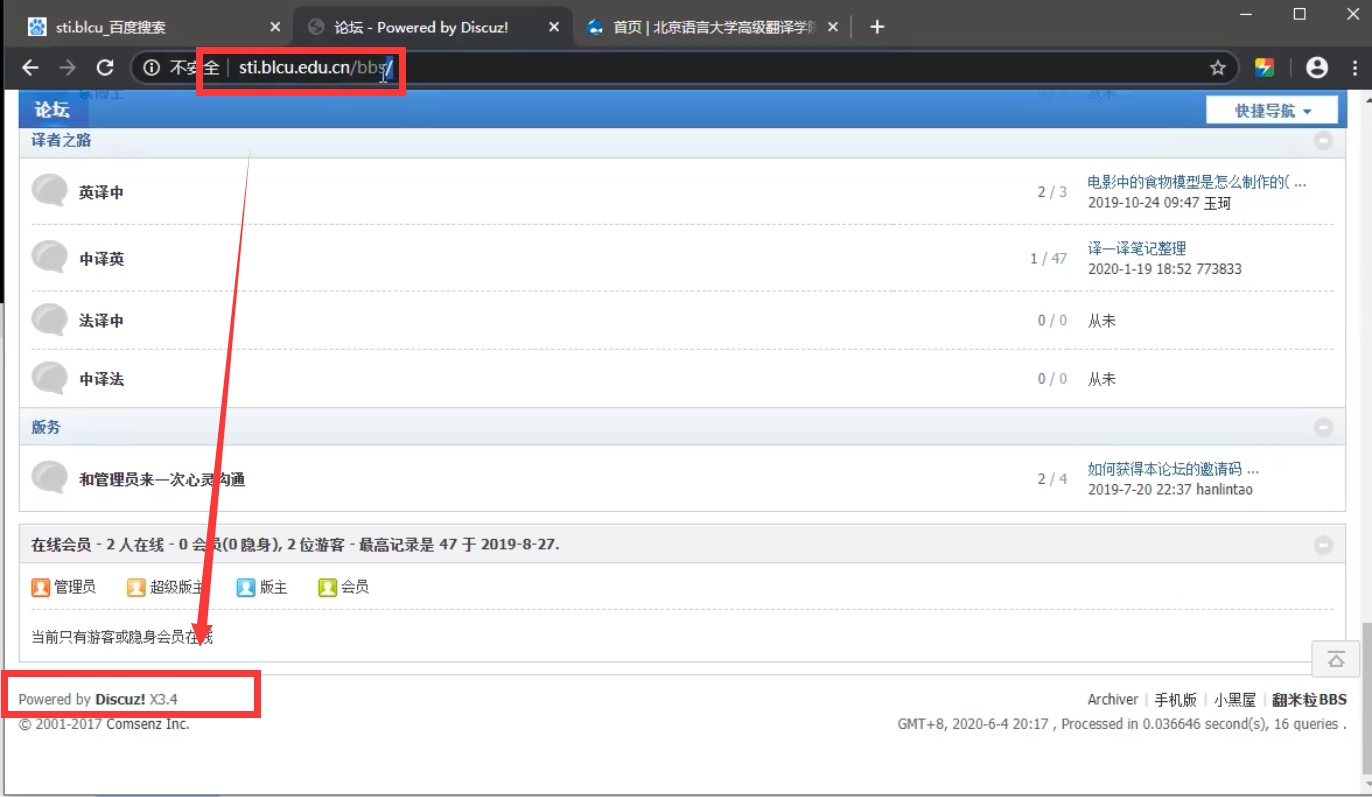 sti.blcu_百度搜索
论坛 - Powered by Discuz!
首页 | 北京语言大学高级翻译学
不安全 | sti.blcu.edu.cn/bbs/
论坛
快捷导航
译者之路
英译中
2 / 3
电影中的食物模型是怎么制作的( ...
2019-10-24 09:47 玉珂
中译英
1 / 47
译一译笔记整理
2020-1-19 18:52 773833
法译中
0 / 0
从未
中译法
0 / 0
从未
版务
和管理员来一次心灵沟通
2 / 4
如何获得本论坛的邀请码 ...
2019-7-20 22:37 hanlintao
在线会员 - 2 人在线 - 0 会员(0 隐身), 2 位游客 - 最高记录是 47 于 2019-8-27.
管理员 超级版主 版主 会员
当前只有游客或隐身会员在线
Powered by Discuz! X3.4
© 2001-2017 Comsenz Inc.
Archiver | 手机版 | 小黑屋 | 翻米粒BBS
GMT+8, 2020-6-4 20:17 , Processed in 0.036646 second(s), 16 queries .